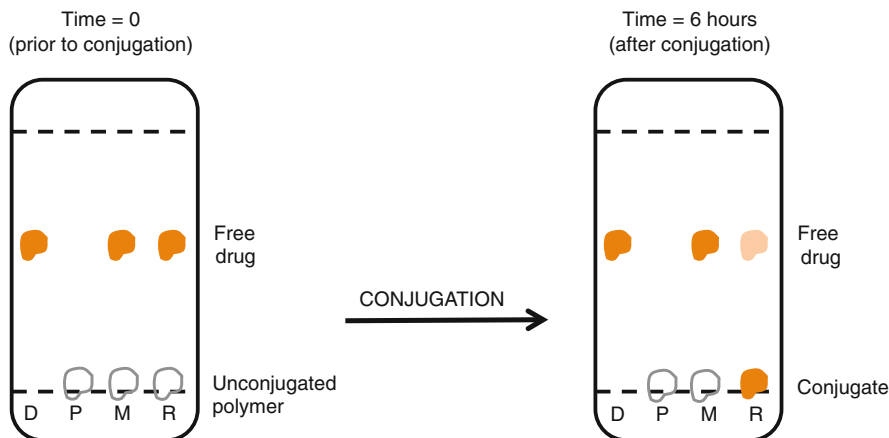 Time = 0
(prior to conjugation)
Free
drug
Unconjugated
polymer
D P M R
CONJUGATION
Time = 6 hours
(after conjugation)
Free
drug
Conjugate
D P M R